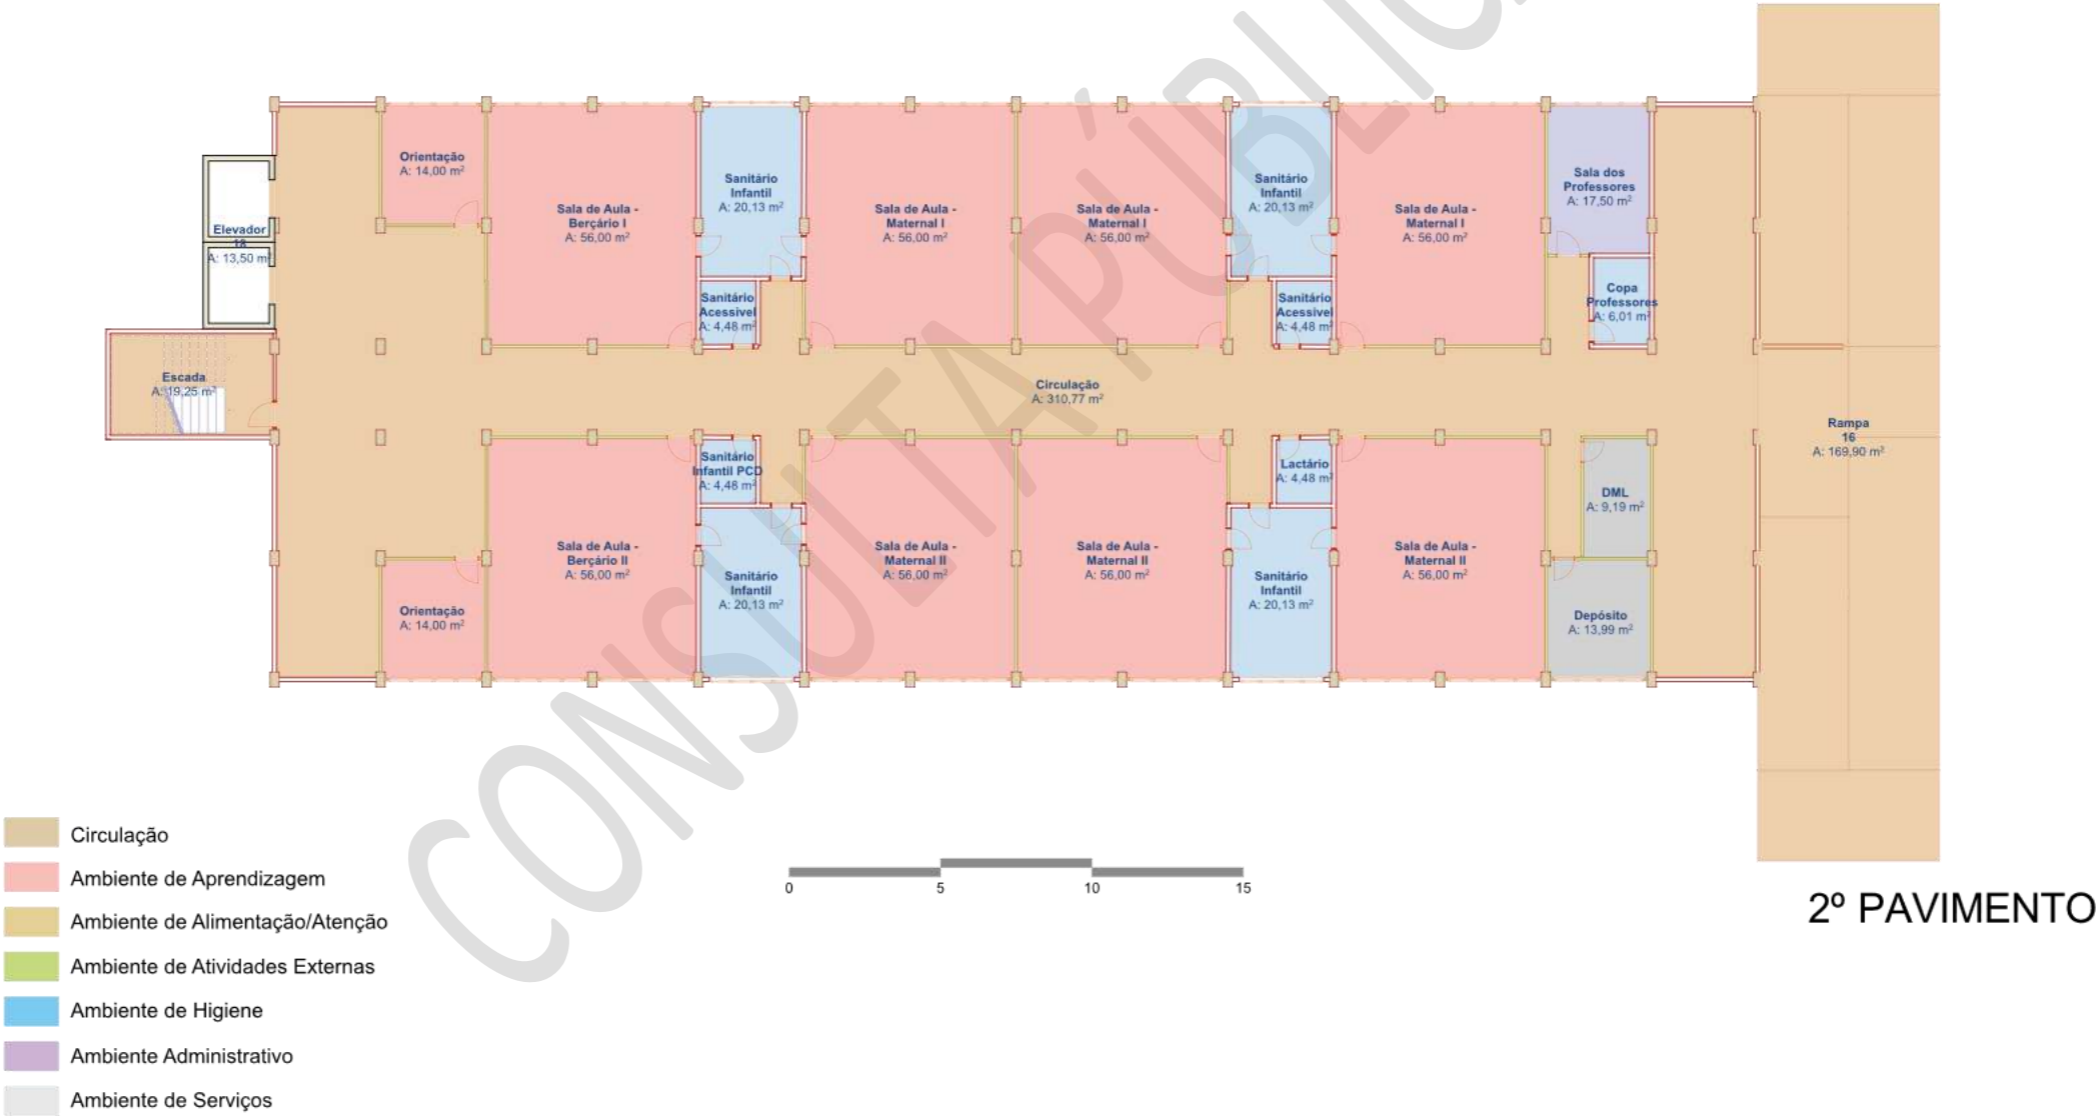 Orientação
A: 14,00 m²
Sala de Aula -
Berçário I
A: 56,00 m²
Sanitário
Infantil
A: 20,13 m²
Sala de Aula -
Maternal I
A: 56,00 m²
Sala de Aula -
Maternal I
A: 56,00 m²
Sanitário
Infantil
A: 20,13 m²
Sala de Aula -
Maternal I
A: 56,00 m²
Sala dos
Professores
A: 17,50 m²
Elevador
18
A: 13,50 m²
Sanitário
Acessivel
A: 4,48 m²
Sanitário
Acessivel
A: 4,48 m²
Copa
Professores
A: 6,01 m²
Escada
A: 19,25 m²
Circulação
A: 310,77 m²
Rampa
16
A: 169,90 m²
Sanitário
Infantil PCD
A: 4,48 m²
Lactário
A: 4,48 m²
DML
A: 9,19 m²
Sala de Aula -
Berçário II
A: 56,00 m²
Sala de Aula -
Maternal II
A: 56,00 m²
Sala de Aula -
Maternal II
A: 56,00 m²
Sala de Aula -
Maternal II
A: 56,00 m²
Orientação
A: 14,00 m²
Sanitário
Infantil
A: 20,13 m²
Sanitário
Infantil
A: 20,13 m²
Depósito
A: 13,99 m²
CONSULTA PÚBLIC
Circulação
Ambiente de Aprendizagem
Ambiente de Alimentação/Atenção
Ambiente de Atividades Externas
Ambiente de Higiene
Ambiente Administrativo
Ambiente de Serviços
0 5 10 15
2º PAVIMENTO